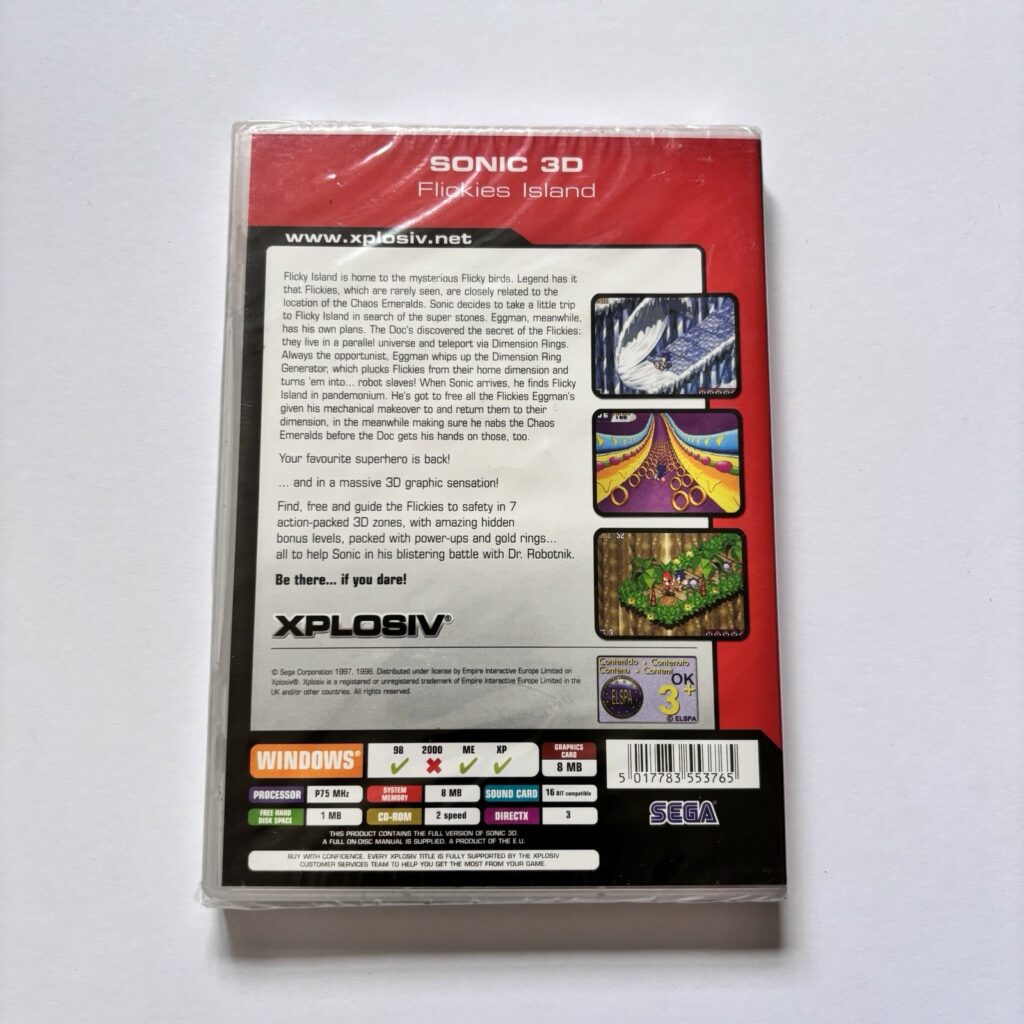 SONIC 3D
Flickies Island
www.xplosiv.net
Flicky Island is home to the mysterious Flicky birds. Legend has it
that Flickies, which are rarely seen, are closely related to the
location of the Chaos Emeralds. Sonic decides to take a little trip
to Flicky Island in search of the super stones. Eggman, meanwhile,
has his own plans. The Doc's discovered the secret of the Flickies:
they live in a parallel universe and teleport via Dimension Rings.
Always the opportunist, Eggman whips up the Dimension Ring
Generator, which plucks Flickies from their home dimension and
turns 'em into... robot slaves! When Sonic arrives, he finds Flicky
Island in pandemonium. He's got to free all the Flickies Eggman's
given his mechanical makeover to and return them to their
dimension, in the meanwhile making sure he nabs the Chaos
Emeralds before the Doc gets his hands on those, too.
Your favourite superhero is back!
... and in a massive 3D graphic sensation!
Find, free and guide the Flickies to safety in 7
action-packed 3D zones, with amazing hidden
bonus levels, packed with power-ups and gold rings...
all to help Sonic in his blistering battle with Dr. Robotnik.
Be there... if you dare!
XPLOSIV®
© Sega Corporation 1997, 1998. Distributed under license by Empire Interactive Europe Limited on
Xplosiv®. Xplosiv is a registered or unregistered trademark of Empire Interactive Europe Limited in the
UK and/or other countries. All rights reserved.
Contenido • Contenuto
Contenu •
OK
ELSPA
3+
© ELSPA
WINDOWS®
98 2000 ME XP
GRAPHICS CARD
8 MB
PROCESSOR P75 MHz SYSTEM MEMORY 8 MB SOUND CARD 16 BIT compatible
FREE HARD DISK SPACE 1 MB CD-ROM 2 speed DIRECTX 3
THIS PRODUCT CONTAINS THE FULL VERSION OF SONIC 3D.
A FULL ON-DISC MANUAL IS SUPPLIED. A PRODUCT OF THE E.U.
BUY WITH CONFIDENCE. EVERY XPLOSIV TITLE IS FULLY SUPPORTED BY THE XPLOSIV
CUSTOMER SERVICES TEAM TO HELP YOU GET THE MOST FROM YOUR GAME.
5 017783 553765
SEGA